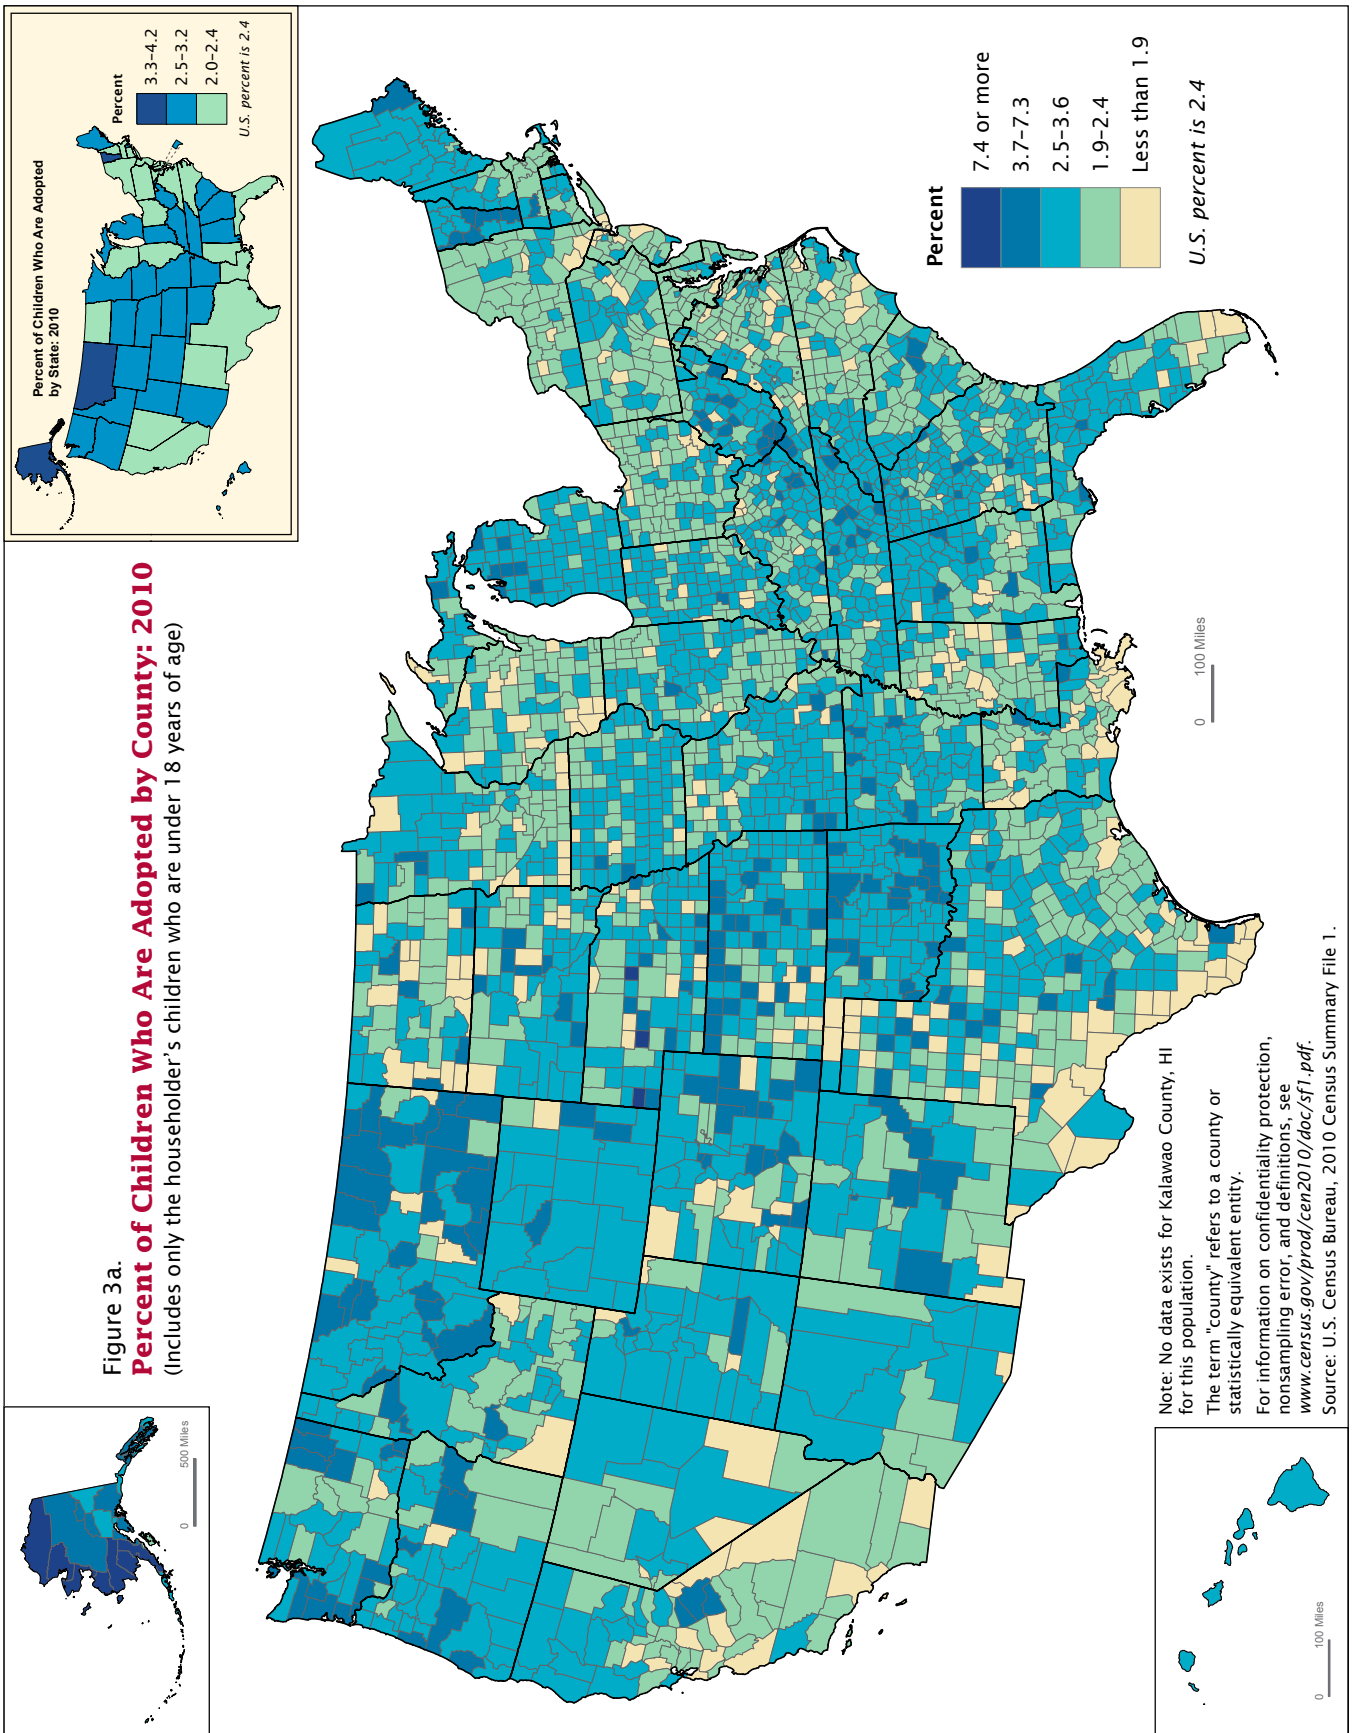 Figure 3a.
Percent of Children Who Are Adopted by County: 2010
(Includes only the householder's children who are under 18 years of age)
Percent of Children Who Are Adopted
by State: 2010
Percent
3.3–4.2
2.5–3.2
2.0–2.4
U.S. percent is 2.4
Percent
7.4 or more
3.7–7.3
2.5–3.6
1.9–2.4
Less than 1.9
U.S. percent is 2.4
0 500 Miles
0 100 Miles
0 100 Miles
Note: No data exists for Kalawao County, HI
for this population.
The term "county" refers to a county or
statistically equivalent entity.
For information on confidentiality protection,
nonsampling error, and definitions, see
www.census.gov/prod/cen2010/doc/sf1.pdf.
Source: U.S. Census Bureau, 2010 Census Summary File 1.